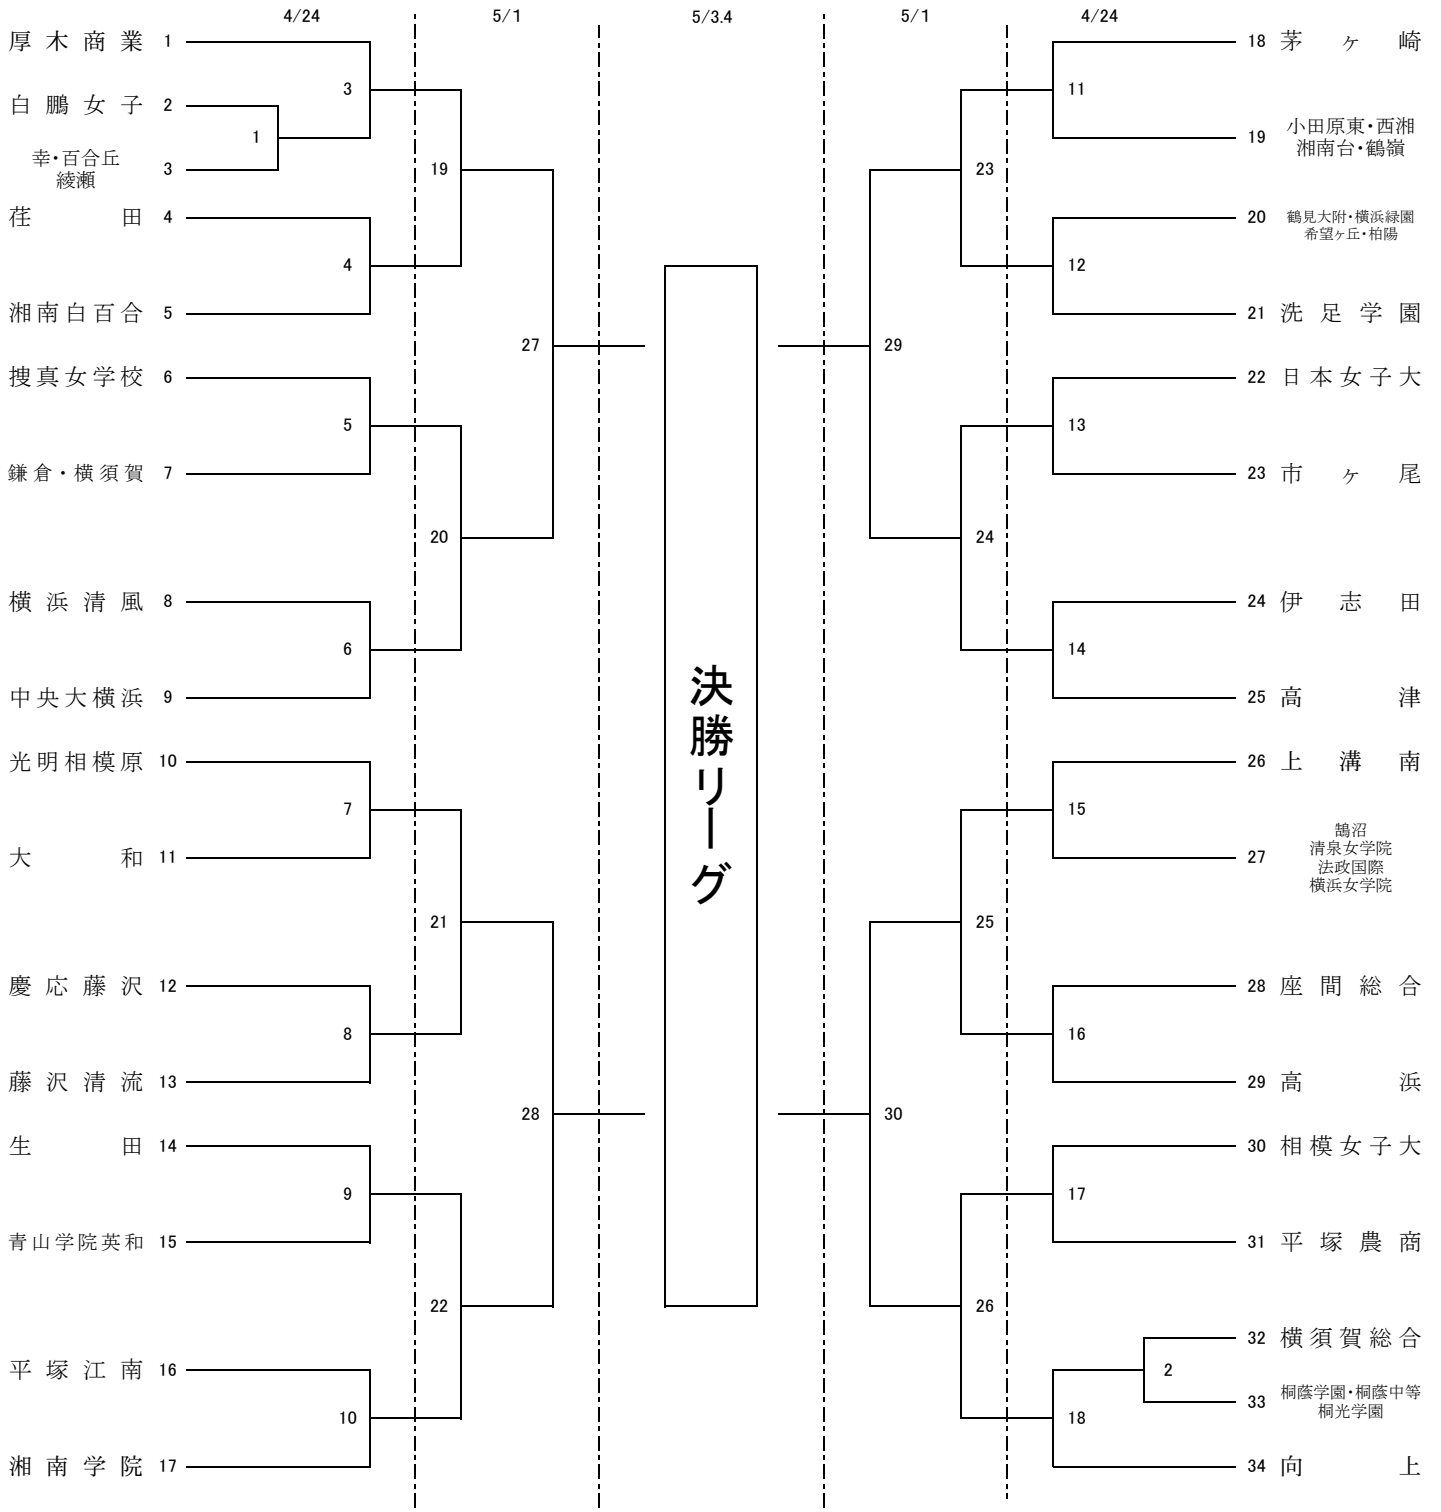 4/24 5/1 5/3.4 5/1 4/24
厚木商業 1
3
白鵬女子 2
1
幸・百合丘
綾瀬
3
19
荏田 4
4
湘南白百合 5
27
捜真女学校 6
5
鎌倉・横須賀 7
20
横浜清風 8
6
中央大横浜 9
光明相模原 10
7
大和 11
21
慶応藤沢 12
8
藤沢清流 13
28
生田 14
9
青山学院英和 15
22
平塚江南 16
10
湘南学院 17
決勝リーグ
18 茅ヶ崎
11
19
小田原東・西湘
湘南台・鶴嶺
23
20
鶴見大附・横浜緑園
希望ヶ丘・柏陽
12
21 洗足学園
29
22 日本女子大
13
23 市ヶ尾
24
24 伊志田
14
25 高津
26 上溝南
15
27
鵠沼
清泉女学院
法政国際
横浜女学院
25
28 座間総合
16
29 高浜
30
30 相模女子大
17
31 平塚農商
26
32 横須賀総合
2
33
桐蔭学園・桐蔭中等
桐光学園
18
34 向上